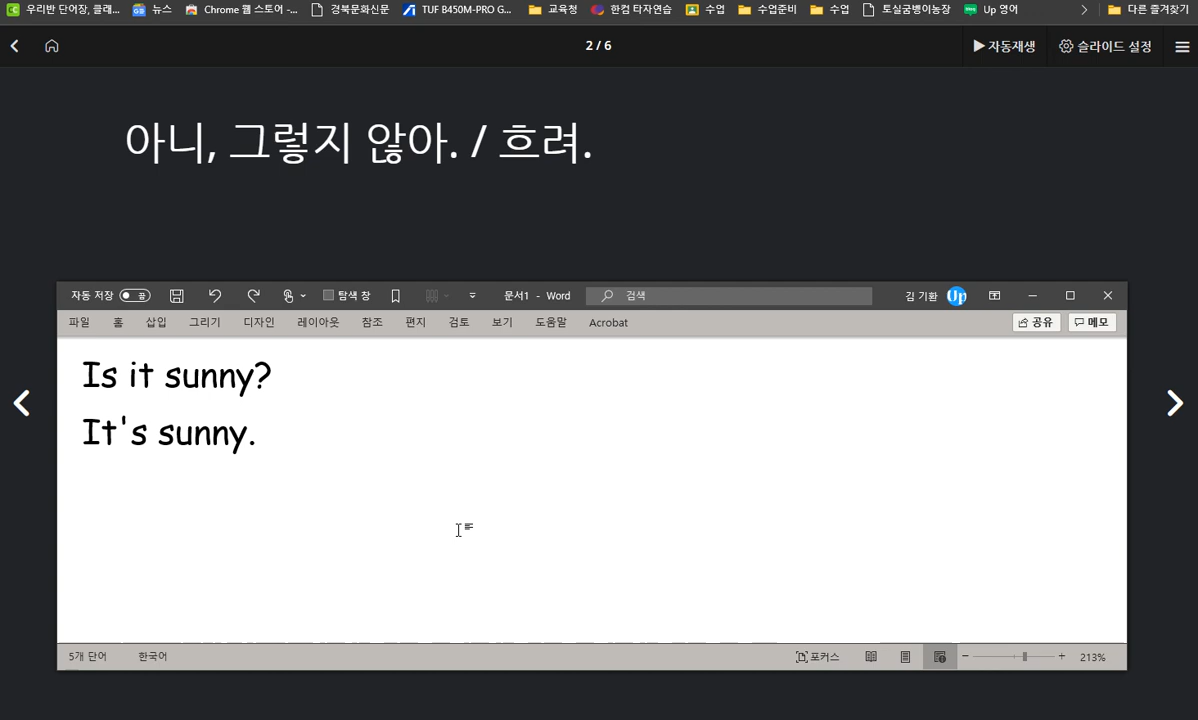 우리반 단어장, 클래...
뉴스
Chrome 웹 스토어 -...
경북문화신문
TUF B450M-PRO G...
교육청
한컴 타자연습
수업
수업준비
수업
토실굼벵이농장
Up 영어
다른 즐겨찾기
2 / 6
자동재생
슬라이드 설정
아니, 그렇지 않아. / 흐려.
자동 저장
끔
탐색 창
문서1 - Word
검색
김 기환
Up
파일 홈 삽입 그리기 디자인 레이아웃 참조 편지 검토 보기 도움말 Acrobat
공유
메모
Is it sunny?
It's sunny.
5개 단어
한국어
포커스
213%